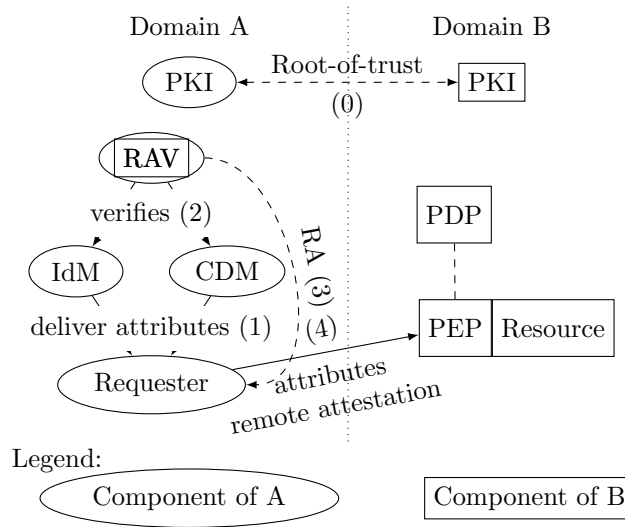 Domain A
Domain B
PKI
Root-of-trust
(0)
PKI
RAV
verifies (2)
PDP
RA (3)
IdM
CDM
deliver attributes (1)
(4)
PEP
Resource
Requester
attributes
remote attestation
Legend:
Component of A
Component of B